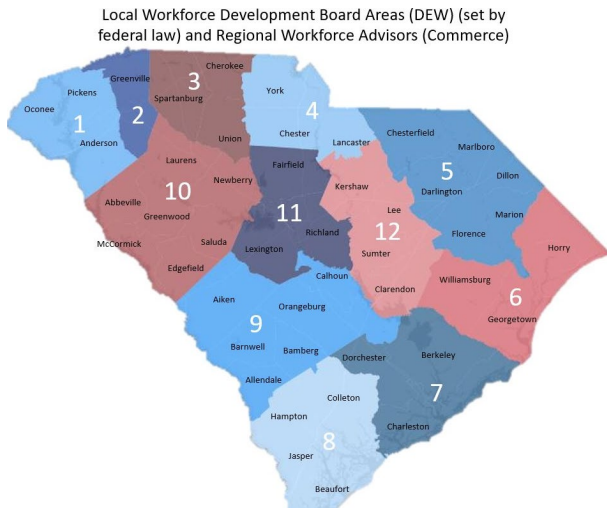 Local Workforce Development Board Areas (DEW) (set by
federal law) and Regional Workforce Advisors (Commerce)
Oconee
Pickens
1
Anderson
Greenville
2
Cherokee
3
Spartanburg
Union
York
4
Chester
Lancaster
Chesterfield
Marlboro
5
Dillon
Darlington
Marion
Florence
Horry
Williamsburg
6
Georgetown
Berkeley
Dorchester
7
Charleston
Colleton
Hampton
8
Jasper
Beaufort
Calhoun
Aiken
Orangeburg
9
Barnwell
Bamberg
Allendale
Laurens
Newberry
10
Abbeville
Greenwood
McCormick
Saluda
Edgefield
Fairfield
11
Richland
Lexington
Kershaw
Lee
12
Sumter
Clarendon